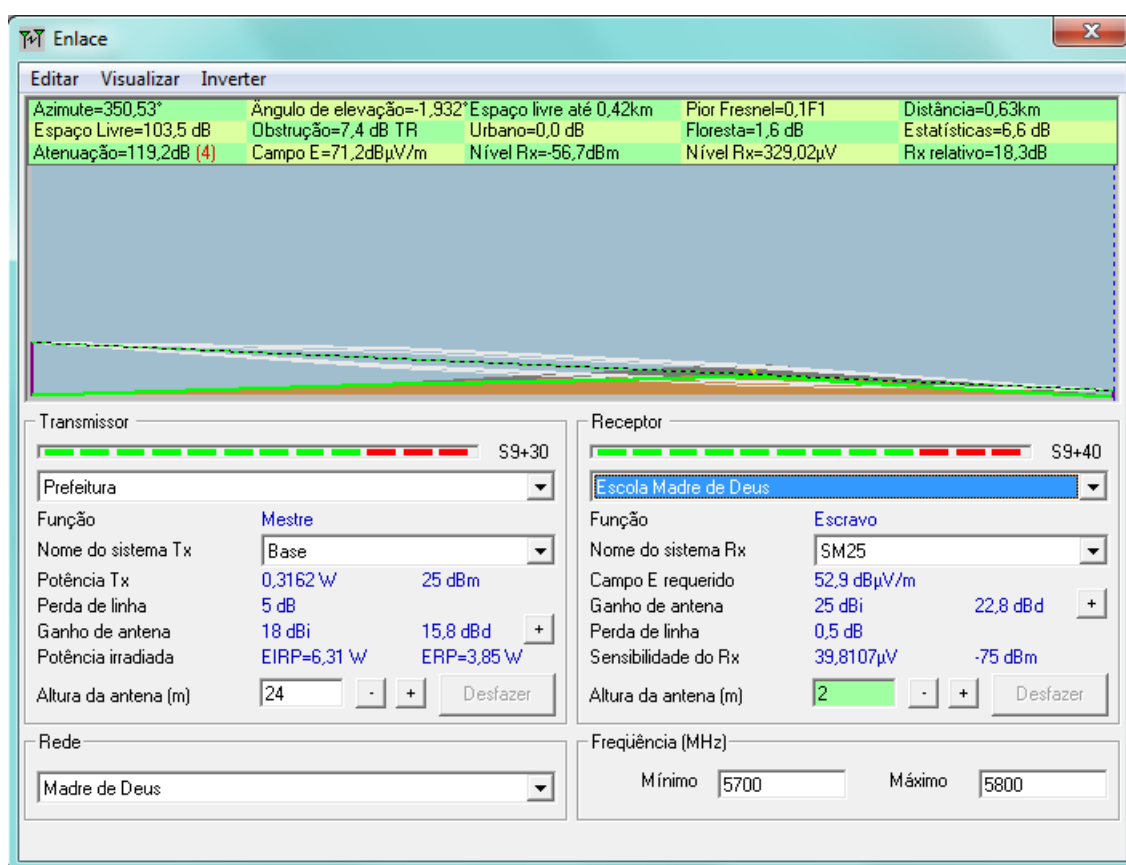 Enlace
Editar Visualizar Inverter
Azimute=350,53° Ângulo de elevação=-1,932° Espaço livre até 0,42km Pior Fresnel=0,1F1 Distância=0,63km
Espaço Livre=103,5 dB Obstrução=7,4 dB TR Urbano=0,0 dB Floresta=1,6 dB Estatísticas=6,6 dB
Atenuação=119,2dB (4) Campo E=71,2dBµV/m Nível Rx=-56,7dBm Nível Rx=329,02µV Rx relativo=18,3dB
Transmissor
S9+30
Prefeitura
Função Mestre
Nome do sistema Tx Base
Potência Tx 0,3162 W 25 dBm
Perda de linha 5 dB
Ganho de antena 18 dBi 15,8 dBd +
Potência irradiada EIRP=6,31 W ERP=3,85 W
Altura da antena (m) 24 - + Desfazer
Receptor
S9+40
Escola Madre de Deus
Função Escravo
Nome do sistema Rx SM25
Campo E requerido 52,9 dBµV/m
Ganho de antena 25 dBi 22,8 dBd +
Perda de linha 0,5 dB
Sensibilidade do Rx 39,8107µV -75 dBm
Altura da antena (m) 2 - + Desfazer
Rede
Madre de Deus
Freqüência (MHz)
Mínimo 5700 Máximo 5800